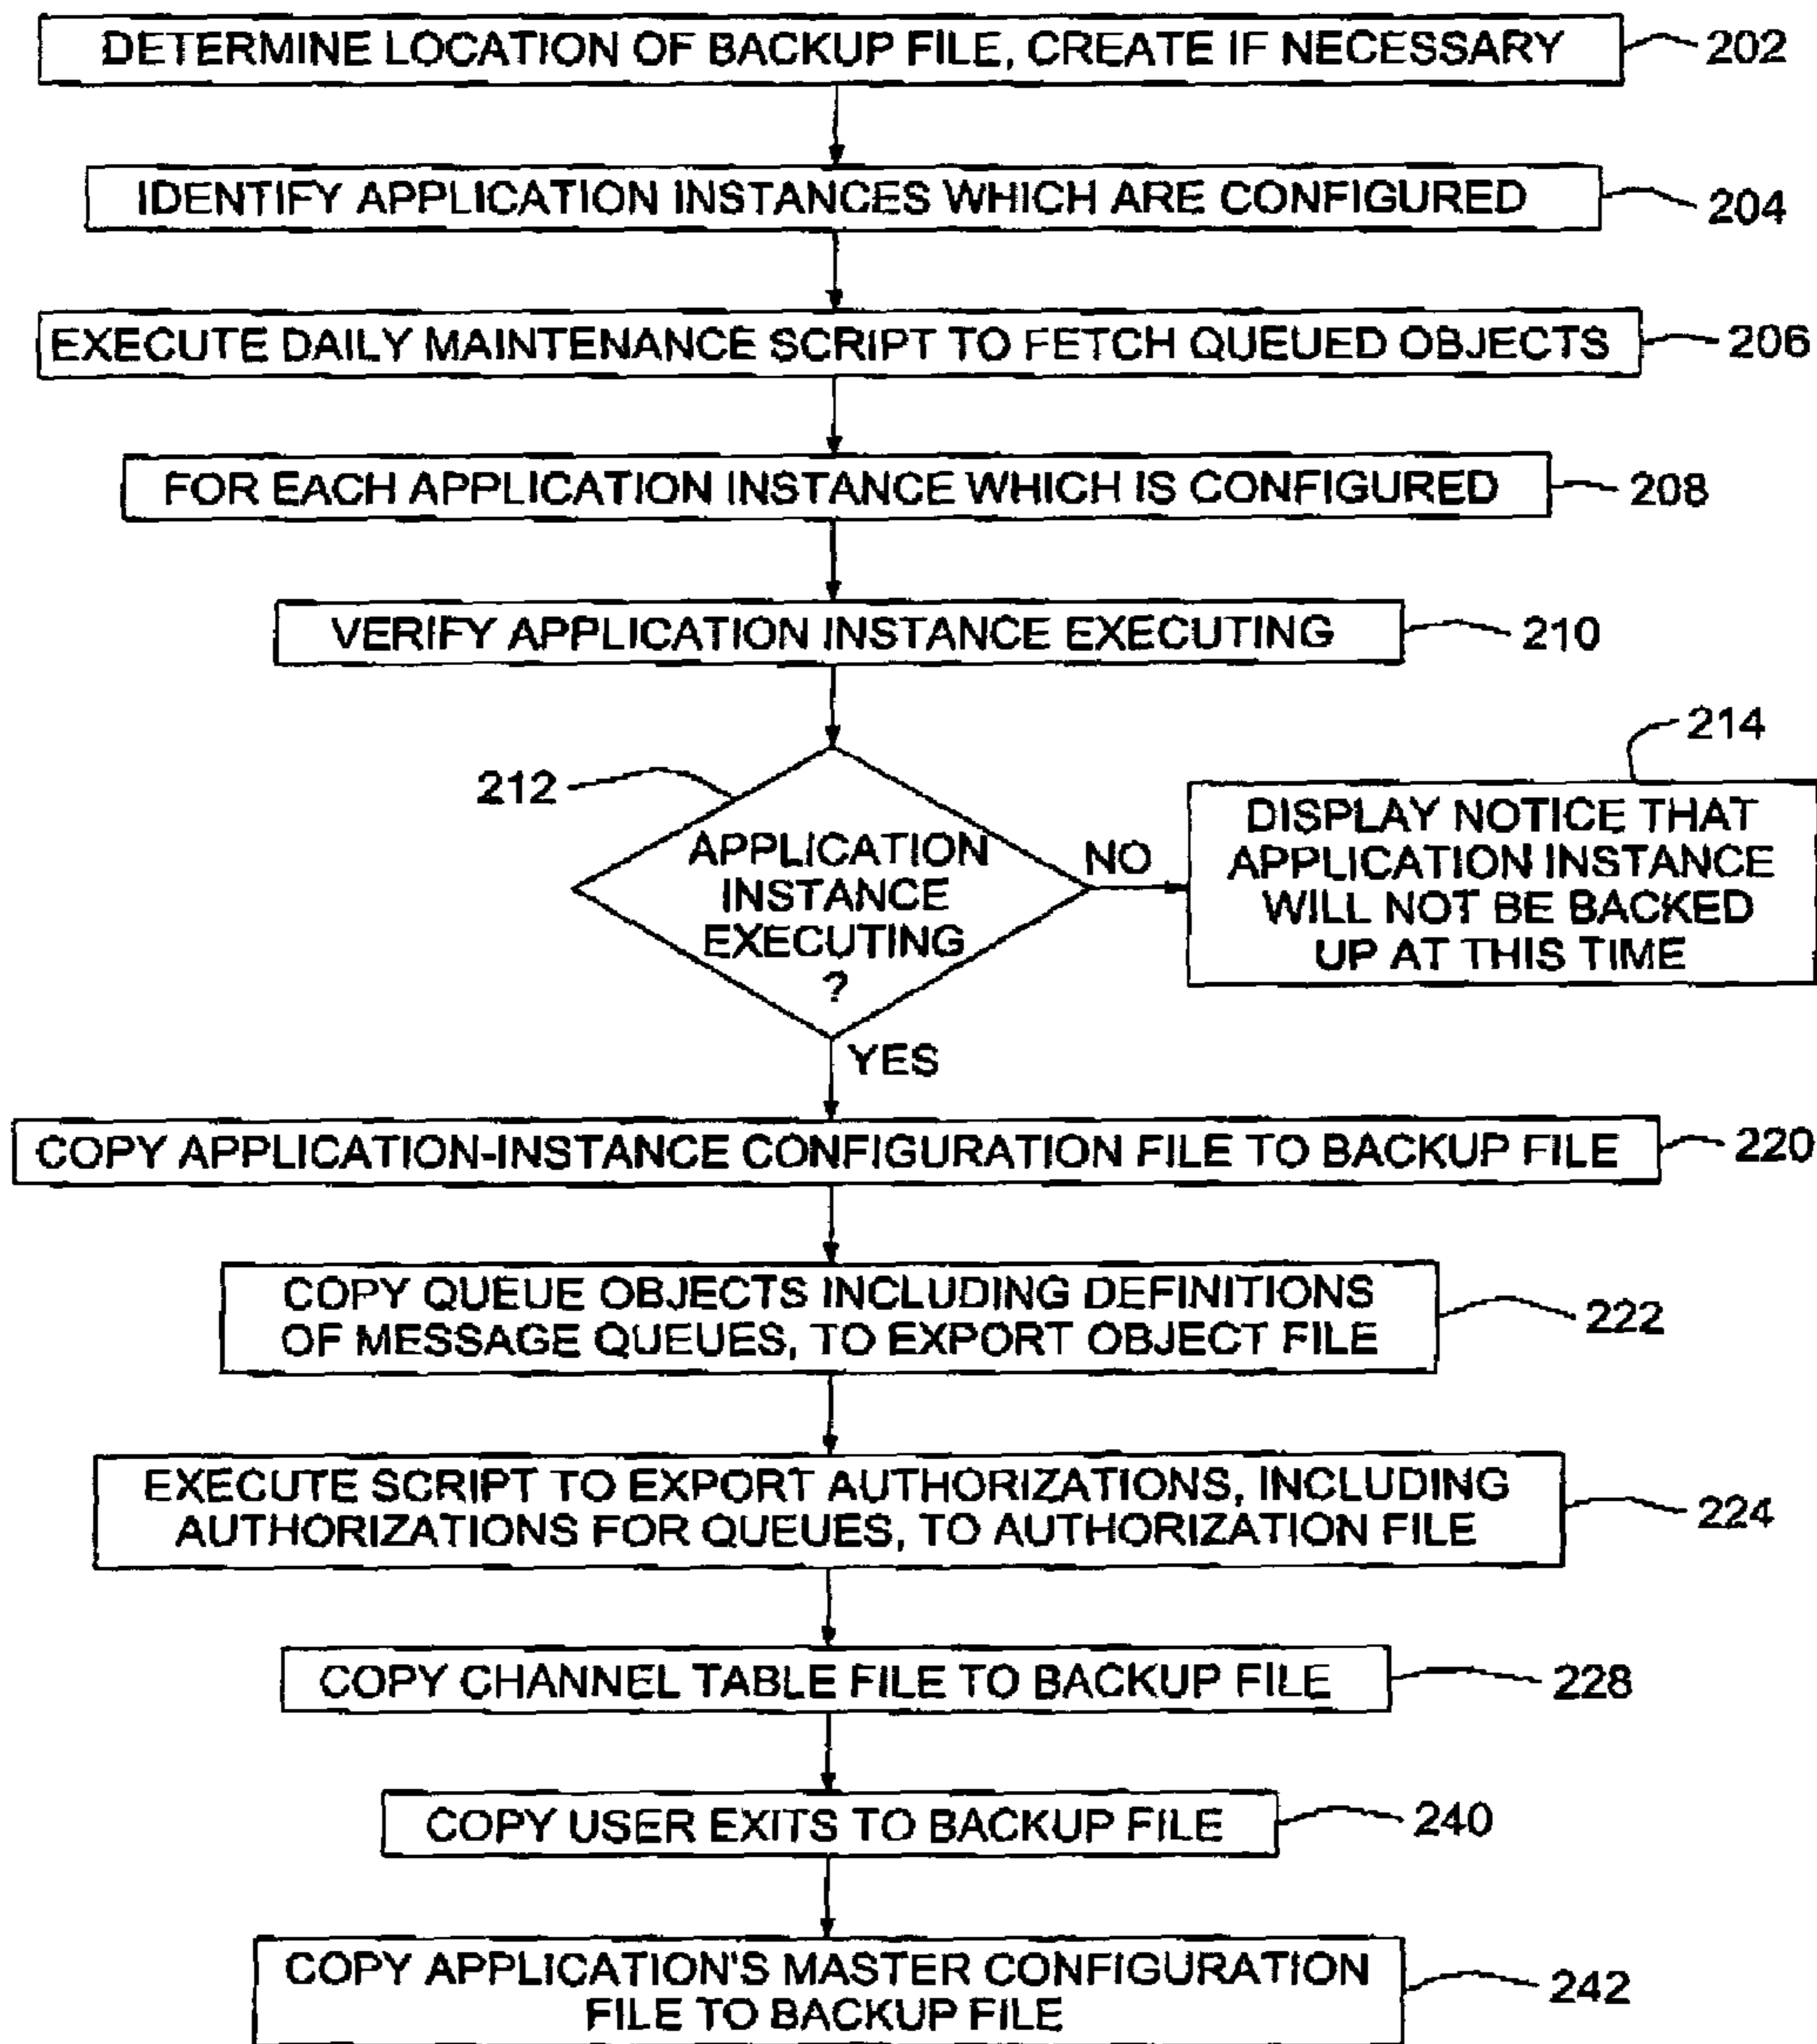 DETERMINE LOCATION OF BACKUP FILE, CREATE IF NECESSARY
202
IDENTIFY APPLICATION INSTANCES WHICH ARE CONFIGURED
204
EXECUTE DAILY MAINTENANCE SCRIPT TO FETCH QUEUED OBJECTS
206
FOR EACH APPLICATION INSTANCE WHICH IS CONFIGURED
208
VERIFY APPLICATION INSTANCE EXECUTING
210
212
APPLICATION
INSTANCE
EXECUTING
?
NO
214
DISPLAY NOTICE THAT
APPLICATION INSTANCE
WILL NOT BE BACKED
UP AT THIS TIME
YES
COPY APPLICATION-INSTANCE CONFIGURATION FILE TO BACKUP FILE
220
COPY QUEUE OBJECTS INCLUDING DEFINITIONS
OF MESSAGE QUEUES, TO EXPORT OBJECT FILE
222
EXECUTE SCRIPT TO EXPORT AUTHORIZATIONS, INCLUDING
AUTHORIZATIONS FOR QUEUES, TO AUTHORIZATION FILE
224
COPY CHANNEL TABLE FILE TO BACKUP FILE
228
COPY USER EXITS TO BACKUP FILE
240
COPY APPLICATION'S MASTER CONFIGURATION
FILE TO BACKUP FILE
242